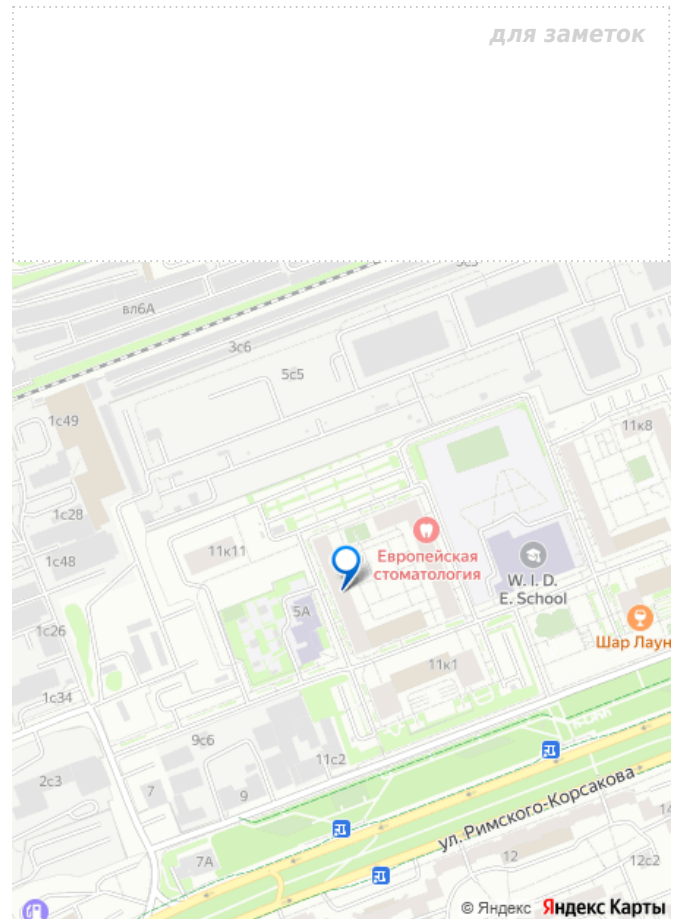 для заметок
вл6А
3с6
5с5
1с49
11к8
1с28
11к11
Европейская
стоматология
1с48
W. I. D.
E. School
5А
1с26
Шар Лаун
11к1
1с34
9с6
11с2
2с3
7
9
ул. Римского-Корсакова
7А
12
12с2
© Яндекс Яндекс Карты